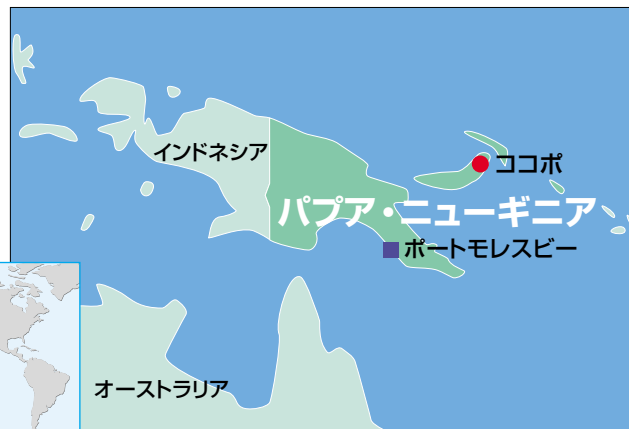 インドネシア
ココポ
パプア・ニューギニア
ポートモレスビー
オーストラリア